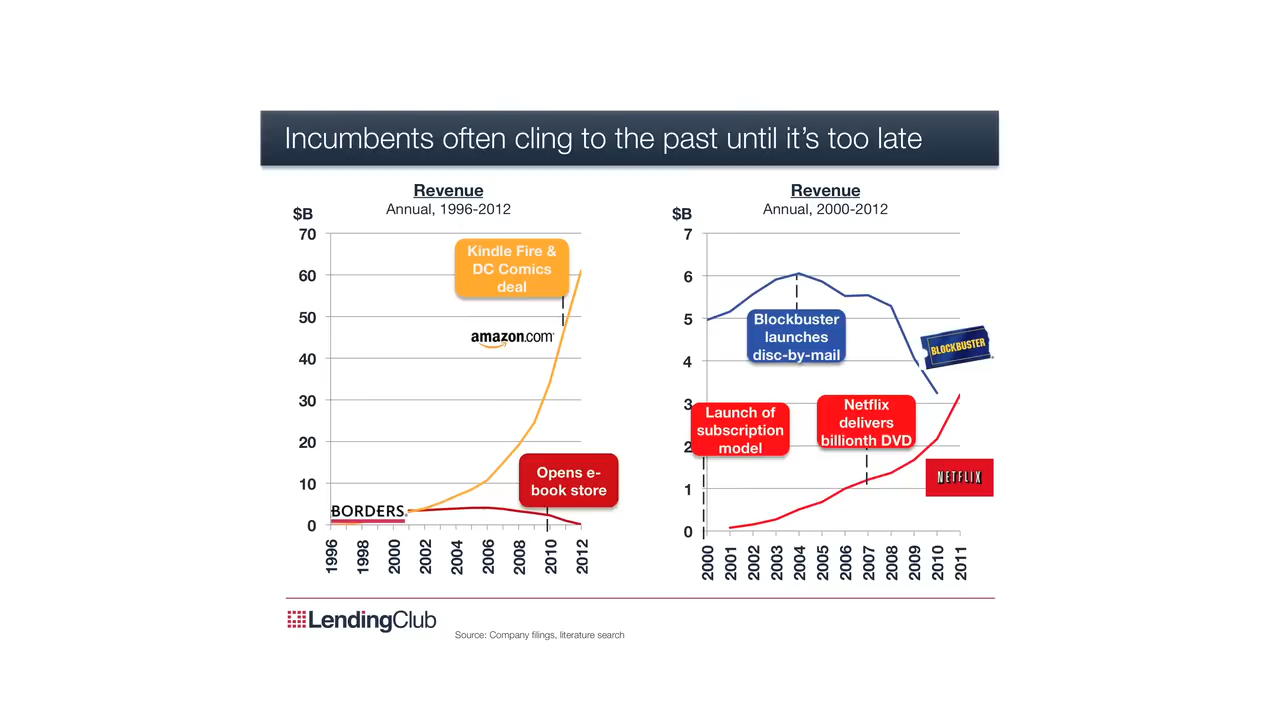 Incumbents often cling to the past until it's too late
Revenue
Annual, 1996-2012
$B
70
60
50
40
30
20
10
0
Kindle Fire &
DC Comics
deal
amazon.com
Opens e-
book store
BORDERS
1996
1998
2000
2002
2004
2006
2008
2010
2012
Revenue
Annual, 2000-2012
$B
7
6
5
4
3
2
1
0
Blockbuster
launches
disc-by-mail
BLOCKBUSTER
Launch of
subscription
model
Netflix
delivers
billionth DVD
NETFLIX
2000
2001
2002
2003
2004
2005
2006
2007
2008
2009
2010
2011
LendingClub
Source: Company filings, literature search